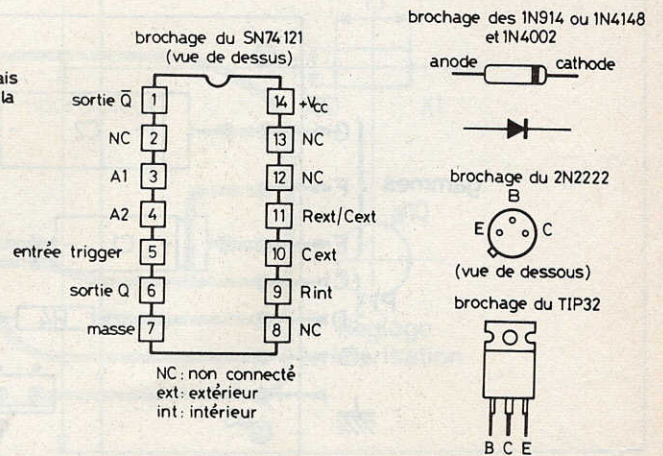 ais
la
brochage du SN74121
(vue de dessus)
sortie Q̅ 1
NC 2
A1 3
A2 4
entrée trigger 5
sortie Q 6
masse 7
14 +Vcc
13 NC
12 NC
11 Rext/Cext
10 Cext
9 Rint
8 NC
NC: non connecté
ext: extérieur
int: intérieur
brochage des 1N914 ou 1N4148
et 1N4002
anode cathode
brochage du 2N2222
B
E C
(vue de dessous)
brochage du TIP32
B C E